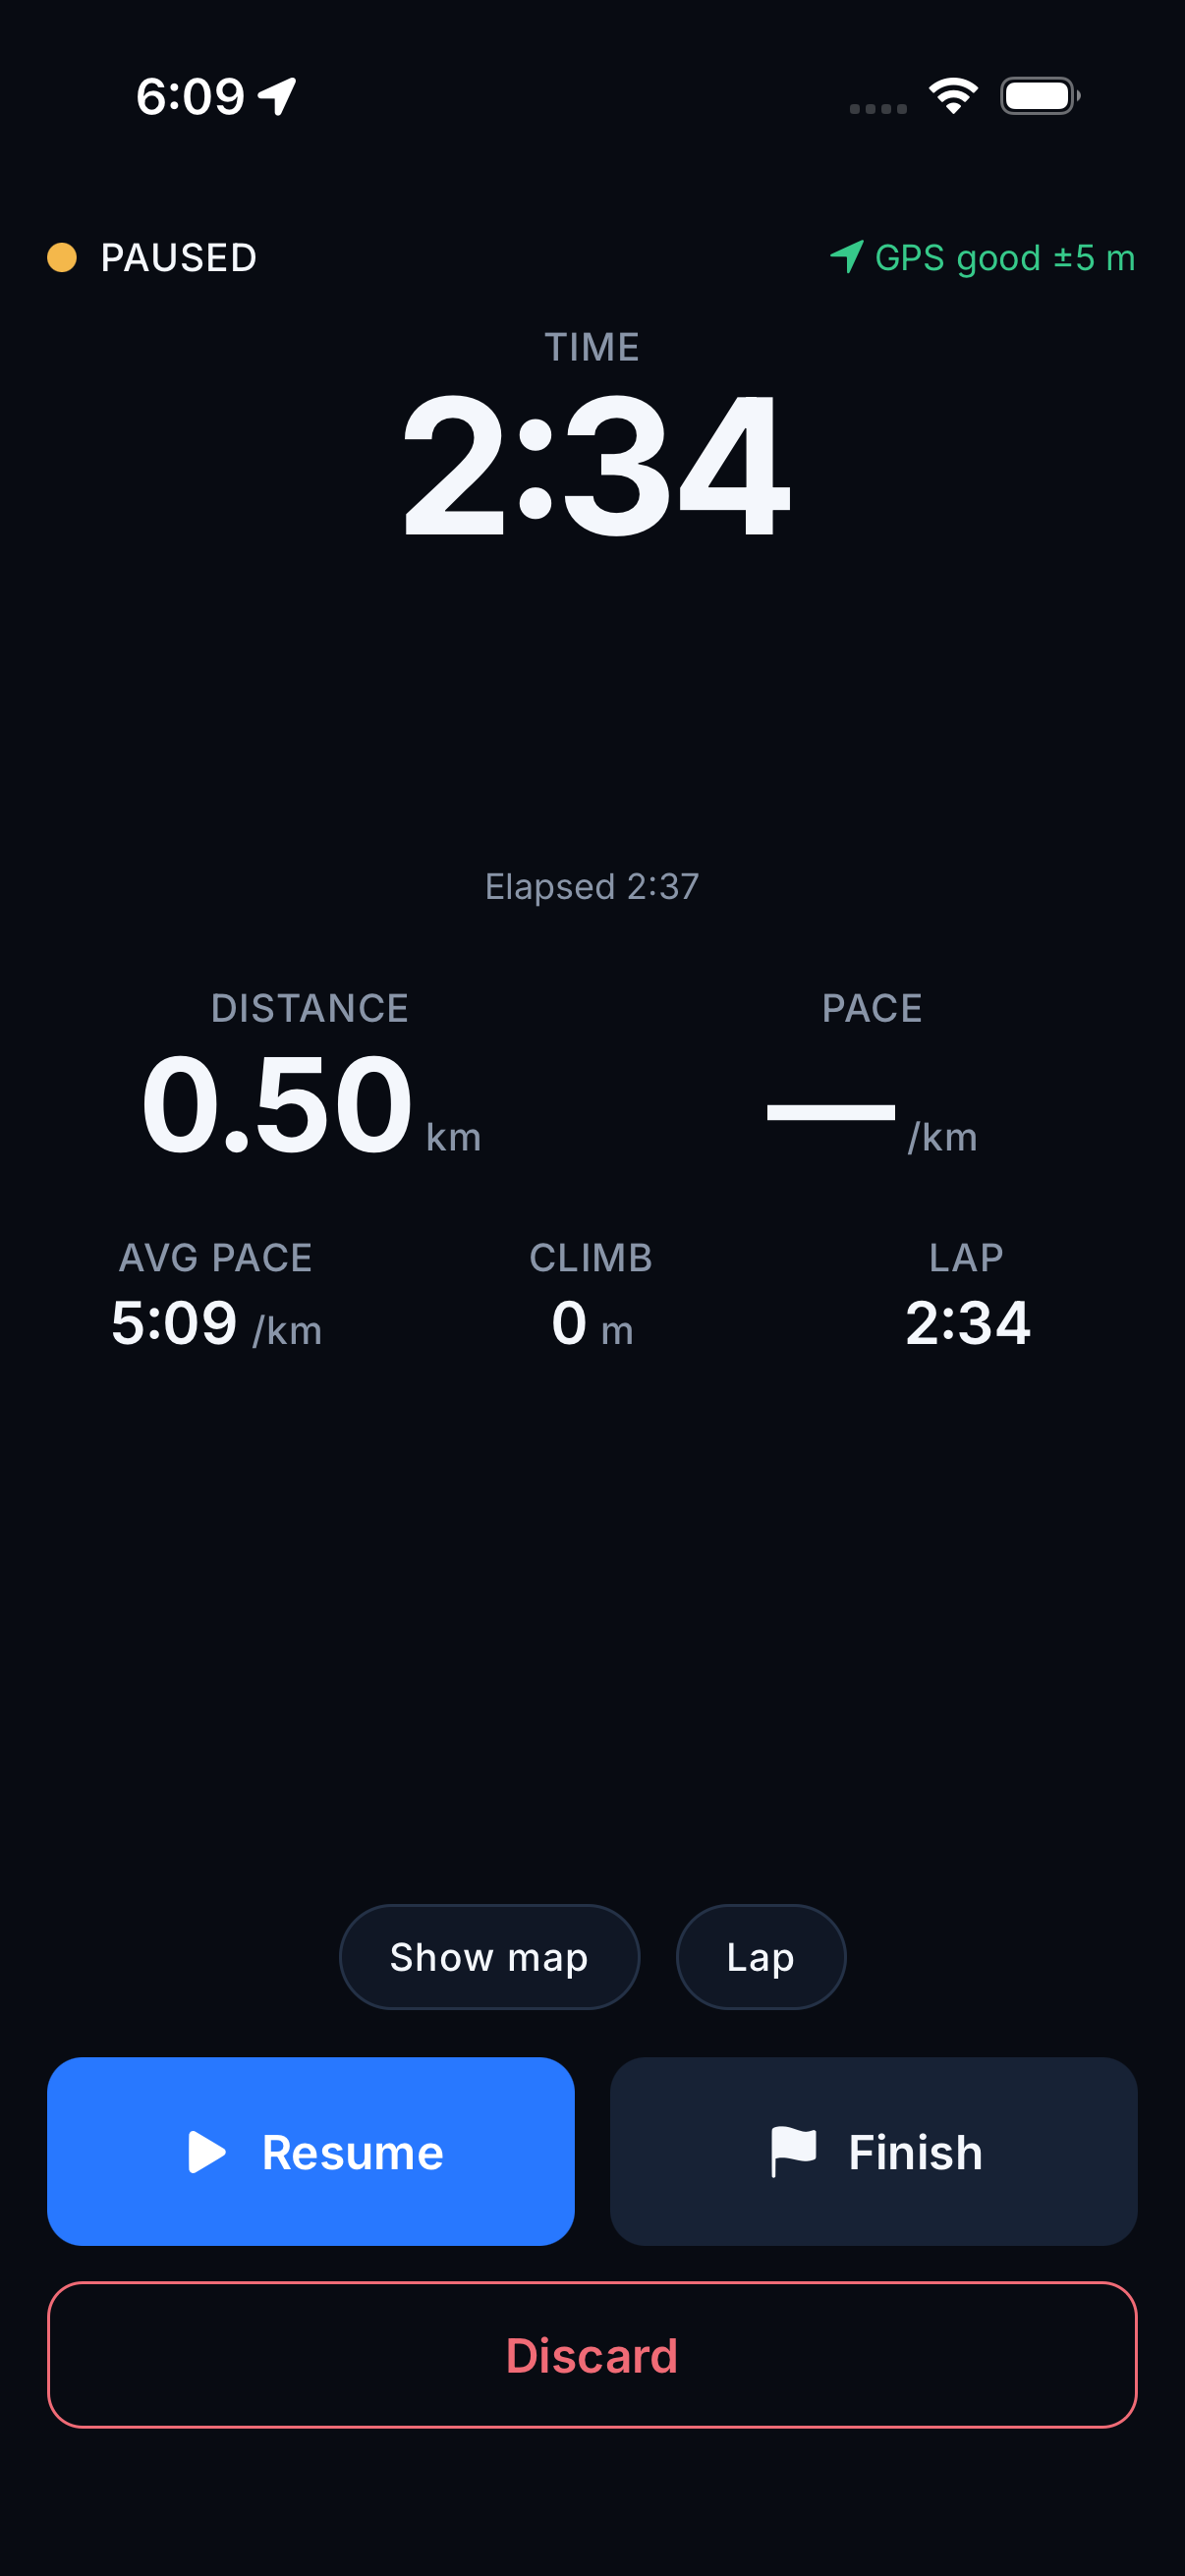 6:09
PAUSED GPS good ±5 m
TIME
2:34
Elapsed 2:37
DISTANCE PACE
0.50 km — /km
AVG PACE CLIMB LAP
5:09 /km 0 m 2:34
Show map Lap
Resume Finish
Discard